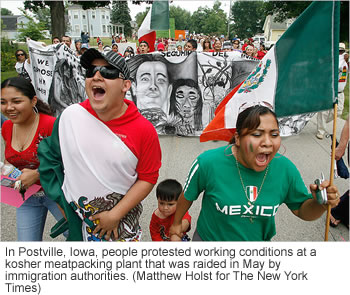 SEGUIM
MEXICO
In Postville, Iowa, people protested working conditions at a
kosher meatpacking plant that was raided in May by
immigration authorities. (Matthew Holst for The New York
Times)